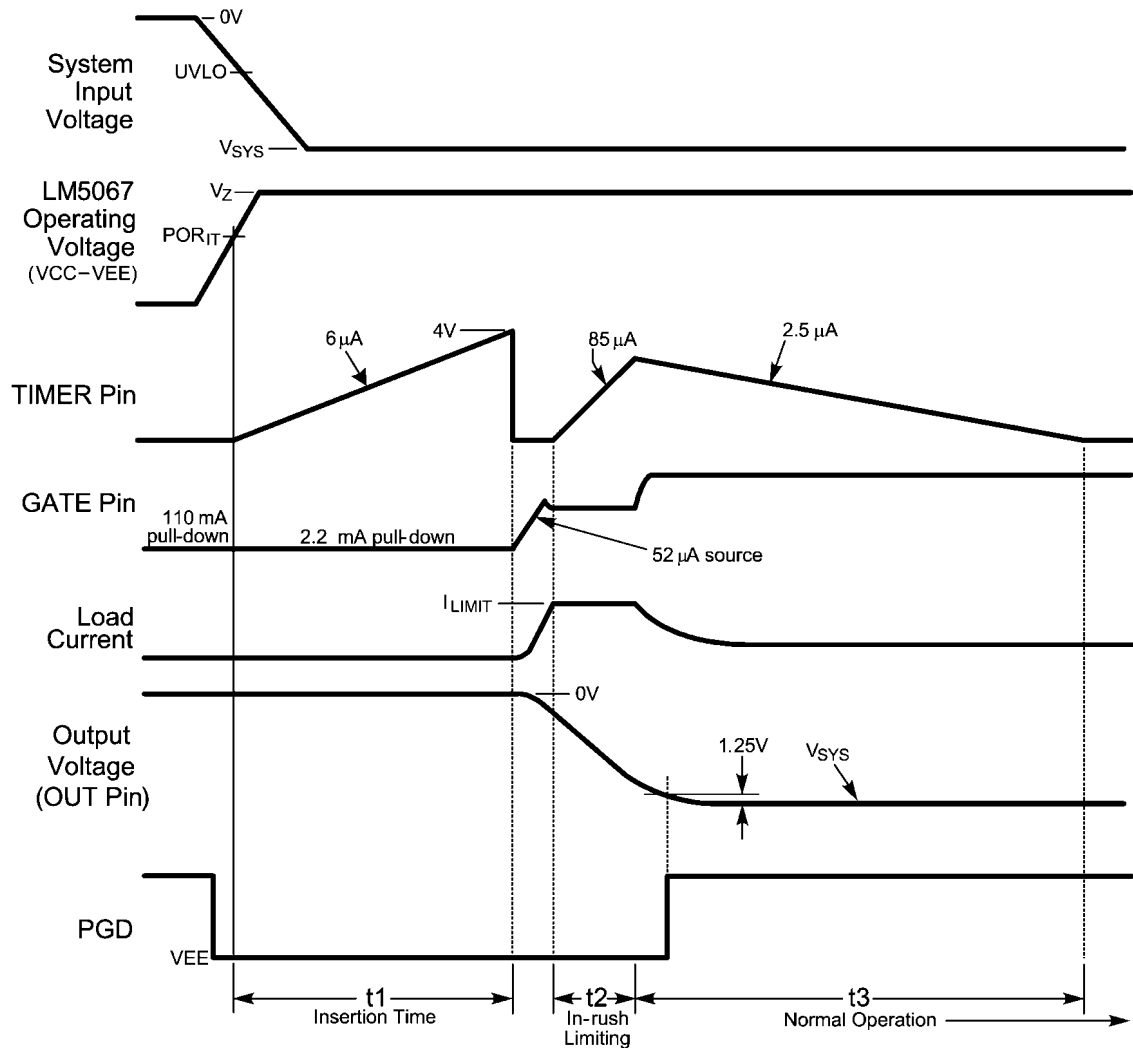 System
Input
Voltage
0V
UVLO
VSYS
LM5067
Operating
Voltage
(VCC-VEE)
VZ
PORIT
TIMER Pin
6 µA
4V
85 µA
2.5 µA
GATE Pin
110 mA
pull-down
2.2 mA pull-down
52 µA source
Load
Current
ILIMIT
Output
Voltage
(OUT Pin)
0V
1.25V
VSYS
PGD
VEE
t1
Insertion Time
t2
In-rush
Limiting
t3
Normal Operation